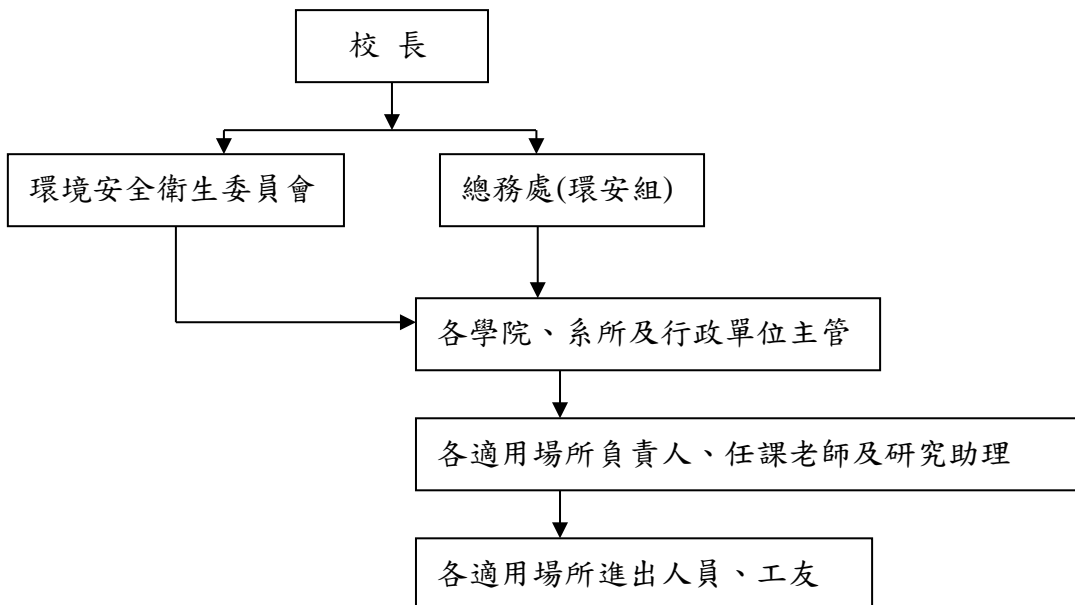 校 長
環境安全衛生委員會
總務處(環安組)
各學院、系所及行政單位主管
各適用場所負責人、任課老師及研究助理
各適用場所進出人員、工友